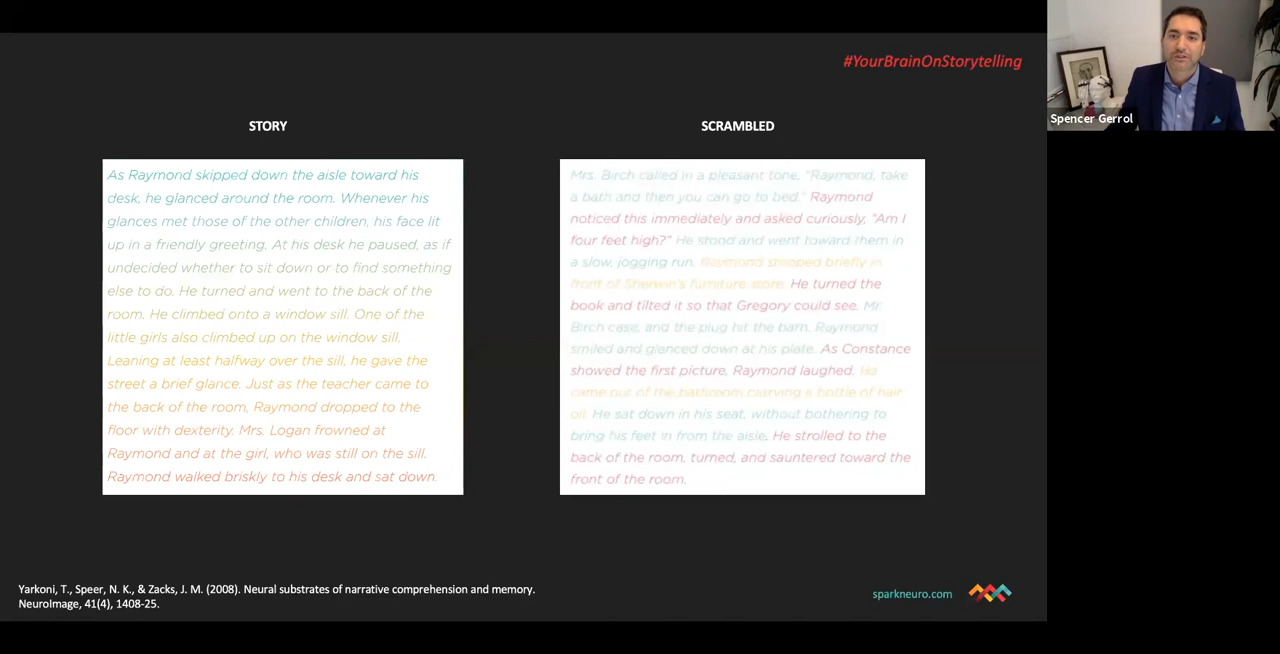 #YourBrainOnStorytelling
Spencer Gerrol
STORY
As Raymond skipped down the aisle toward his
desk, he glanced around the room. Whenever his
glances met those of the other children, his face lit
up in a friendly greeting. At his desk he paused, as if
undecided whether to sit down or to find something
else to do. He turned and went to the back of the
room. He climbed onto a window sill. One of the
little girls also climbed up on the window sill.
Leaning at least halfway over the sill, he gave the
street a brief glance. Just as the teacher came to
the back of the room, Raymond dropped to the
floor with dexterity. Mrs. Logan frowned at
Raymond and at the girl, who was still on the sill.
Raymond walked briskly to his desk and sat down.
SCRAMBLED
Mrs. Birch called in a pleasant tone, “Raymond, take
a bath and then you can go to bed.” Raymond
noticed this immediately and asked curiously, “Am I
four feet high?” He stood and went toward them in
a slow, jogging run. Raymond stopped briefly in
front of Sherwin's furniture store. He turned the
book and tilted it so that Gregory could see. Mr.
Birch case, and the plug hit the barn. Raymond
smiled and glanced down at his plate. As Constance
showed the first picture, Raymond laughed. He
came out of the bathroom carrying a bottle of hair
oil. He sat down in his seat, without bothering to
bring his feet in from the aisle. He strolled to the
back of the room, turned, and sauntered toward the
front of the room.
Yarkoni, T., Speer, N. K., & Zacks, J. M. (2008). Neural substrates of narrative comprehension and memory.
NeuroImage, 41(4), 1408-25.
sparkneuro.com